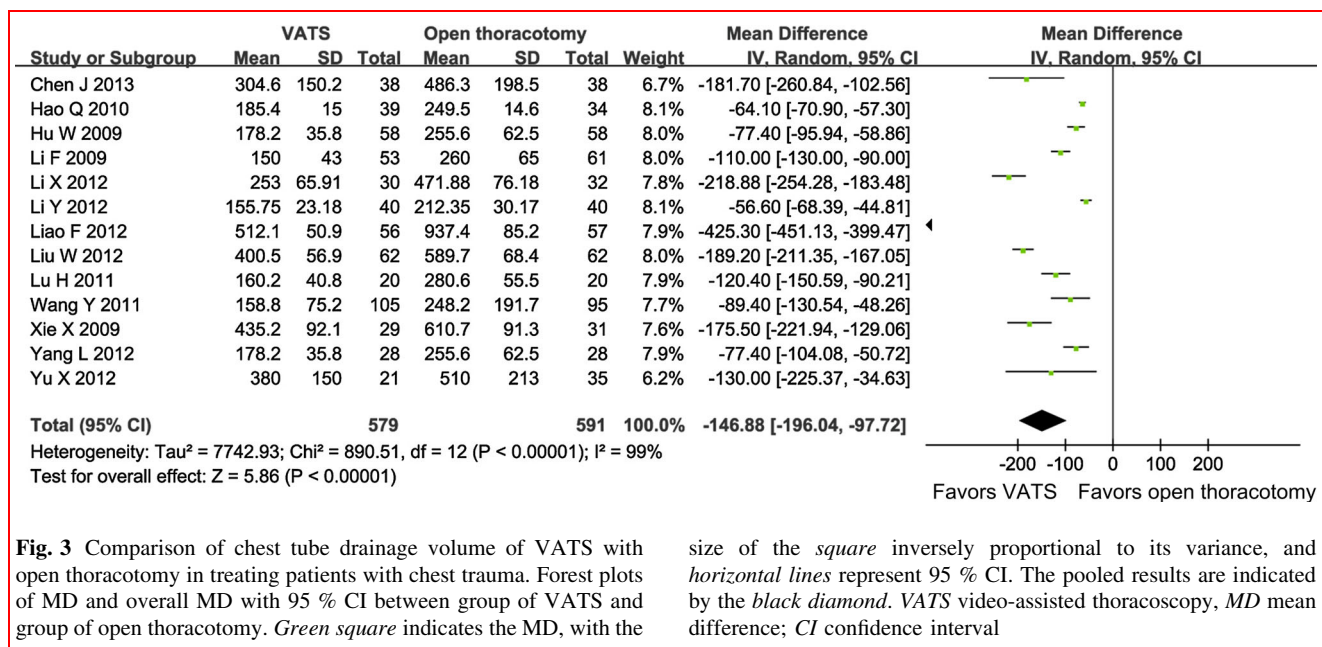 VATS Open thoracotomy Mean Difference Mean Difference
Study or Subgroup Mean SD Total Mean SD Total Weight IV, Random, 95% CI IV, Random, 95% CI
Chen J 2013 304.6 150.2 38 486.3 198.5 38 6.7% -181.70 [-260.84, -102.56]
Hao Q 2010 185.4 15 39 249.5 14.6 34 8.1% -64.10 [-70.90, -57.30]
Hu W 2009 178.2 35.8 58 255.6 62.5 58 8.0% -77.40 [-95.94, -58.86]
Li F 2009 150 43 53 260 65 61 8.0% -110.00 [-130.00, -90.00]
Li X 2012 253 65.91 30 471.88 76.18 32 7.8% -218.88 [-254.28, -183.48]
Li Y 2012 155.75 23.18 40 212.35 30.17 40 8.1% -56.60 [-68.39, -44.81]
Liao F 2012 512.1 50.9 56 937.4 85.2 57 7.9% -425.30 [-451.13, -399.47]
Liu W 2012 400.5 56.9 62 589.7 68.4 62 8.0% -189.20 [-211.35, -167.05]
Lu H 2011 160.2 40.8 20 280.6 55.5 20 7.9% -120.40 [-150.59, -90.21]
Wang Y 2011 158.8 75.2 105 248.2 191.7 95 7.7% -89.40 [-130.54, -48.26]
Xie X 2009 435.2 92.1 29 610.7 91.3 31 7.6% -175.50 [-221.94, -129.06]
Yang L 2012 178.2 35.8 28 255.6 62.5 28 7.9% -77.40 [-104.08, -50.72]
Yu X 2012 380 150 21 510 213 35 6.2% -130.00 [-225.37, -34.63]
Total (95% CI) 579 591 100.0% -146.88 [-196.04, -97.72]
Heterogeneity: Tau² = 7742.93; Chi² = 890.51, df = 12 (P < 0.00001); I² = 99%
Test for overall effect: Z = 5.86 (P < 0.00001)
-200 -100 0 100 200
Favors VATS Favors open thoracotomy
Fig. 3 Comparison of chest tube drainage volume of VATS with
open thoracotomy in treating patients with chest trauma. Forest plots
of MD and overall MD with 95 % CI between group of VATS and
group of open thoracotomy. Green square indicates the MD, with the
size of the square inversely proportional to its variance, and
horizontal lines represent 95 % CI. The pooled results are indicated
by the black diamond. VATS video-assisted thoracoscopy, MD mean
difference; CI confidence interval